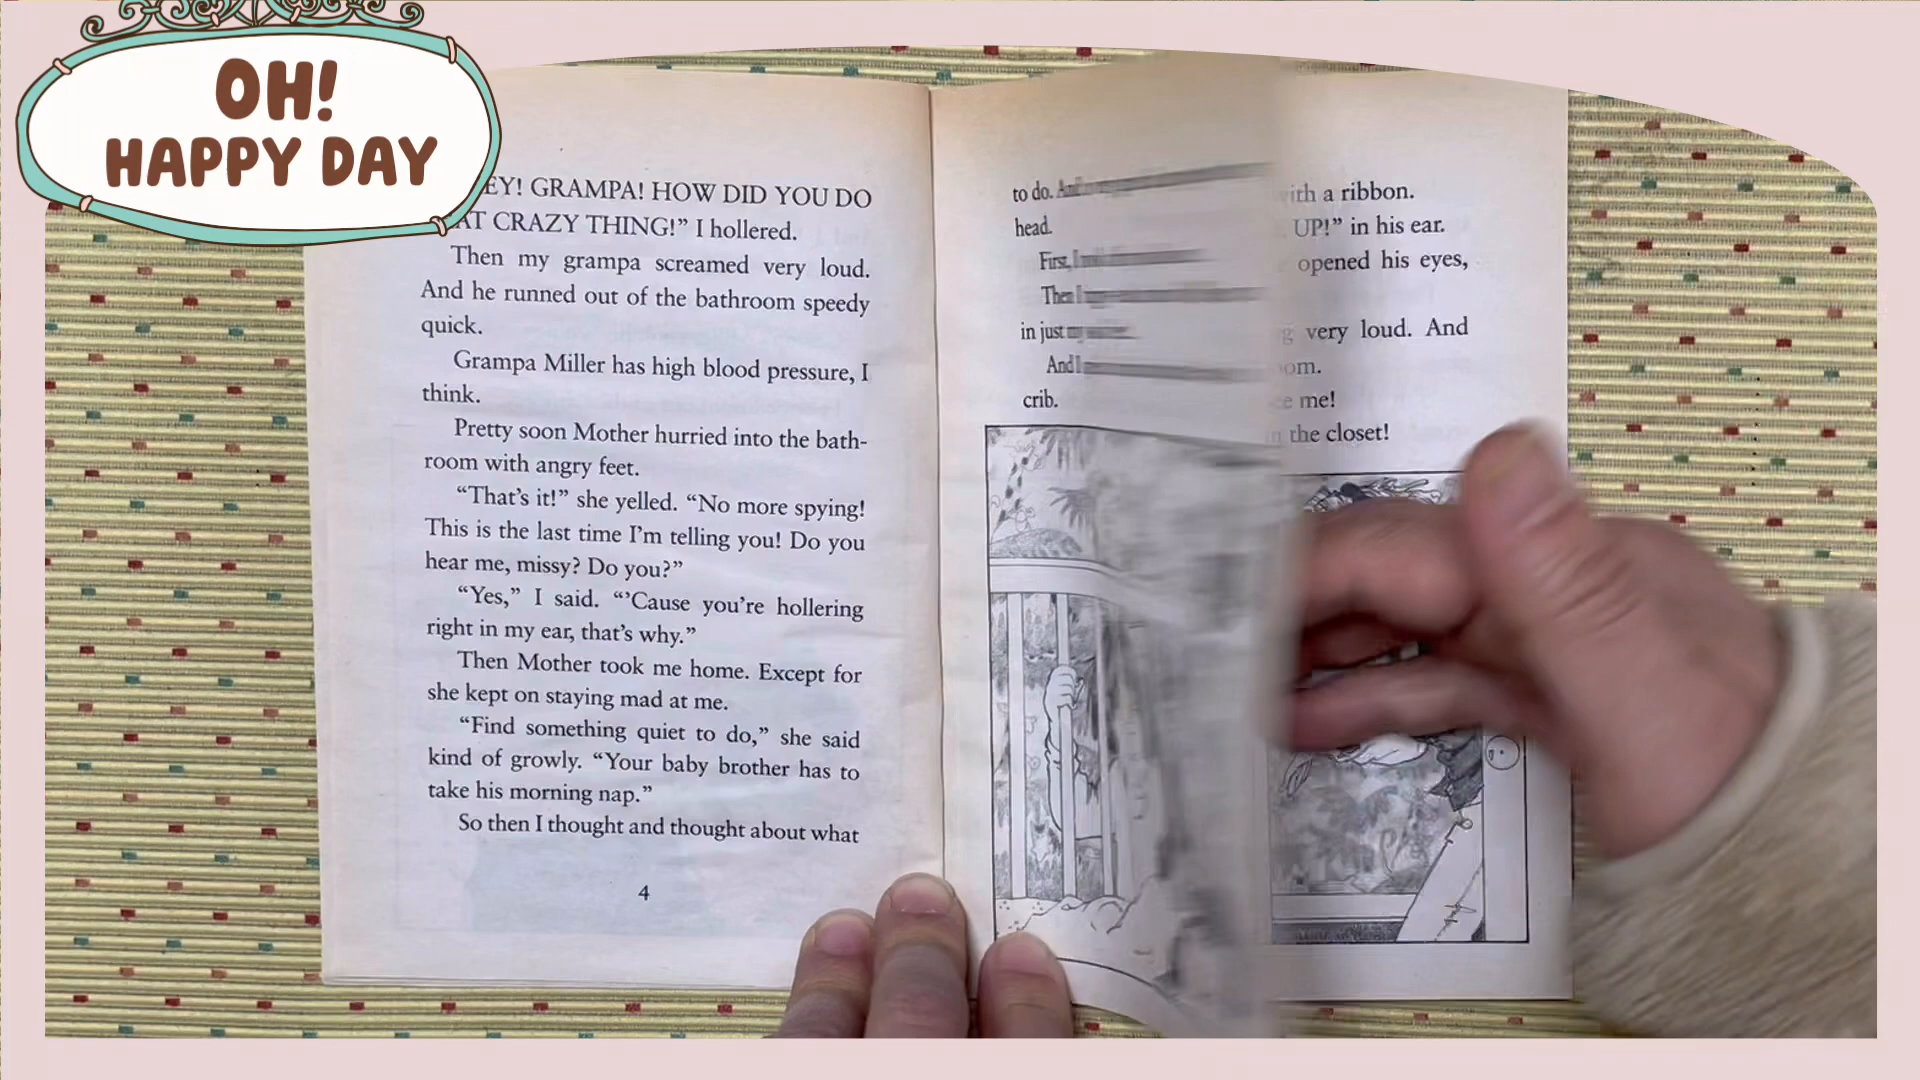 OH!
HAPPY DAY
EY! GRAMPA! HOW DID YOU DO
AT CRAZY THING!” I hollered.
Then my grampa screamed very loud.
And he runned out of the bathroom speedy
quick.
Grampa Miller has high blood pressure, I
think.
Pretty soon Mother hurried into the bath-
room with angry feet.
“That’s it!” she yelled. “No more spying!
This is the last time I’m telling you! Do you
hear me, missy? Do you?”
“Yes,” I said. “’Cause you’re hollering
right in my ear, that’s why.”
Then Mother took me home. Except for
she kept on staying mad at me.
“Find something quiet to do,” she said
kind of growly. “Your baby brother has to
take his morning nap.”
So then I thought and thought about what
4
to do. And
head.
First, I
Then I
in just my
And I
crib.
with a ribbon.
UP!” in his ear.
opened his eyes,
very loud. And
me!
the closet!